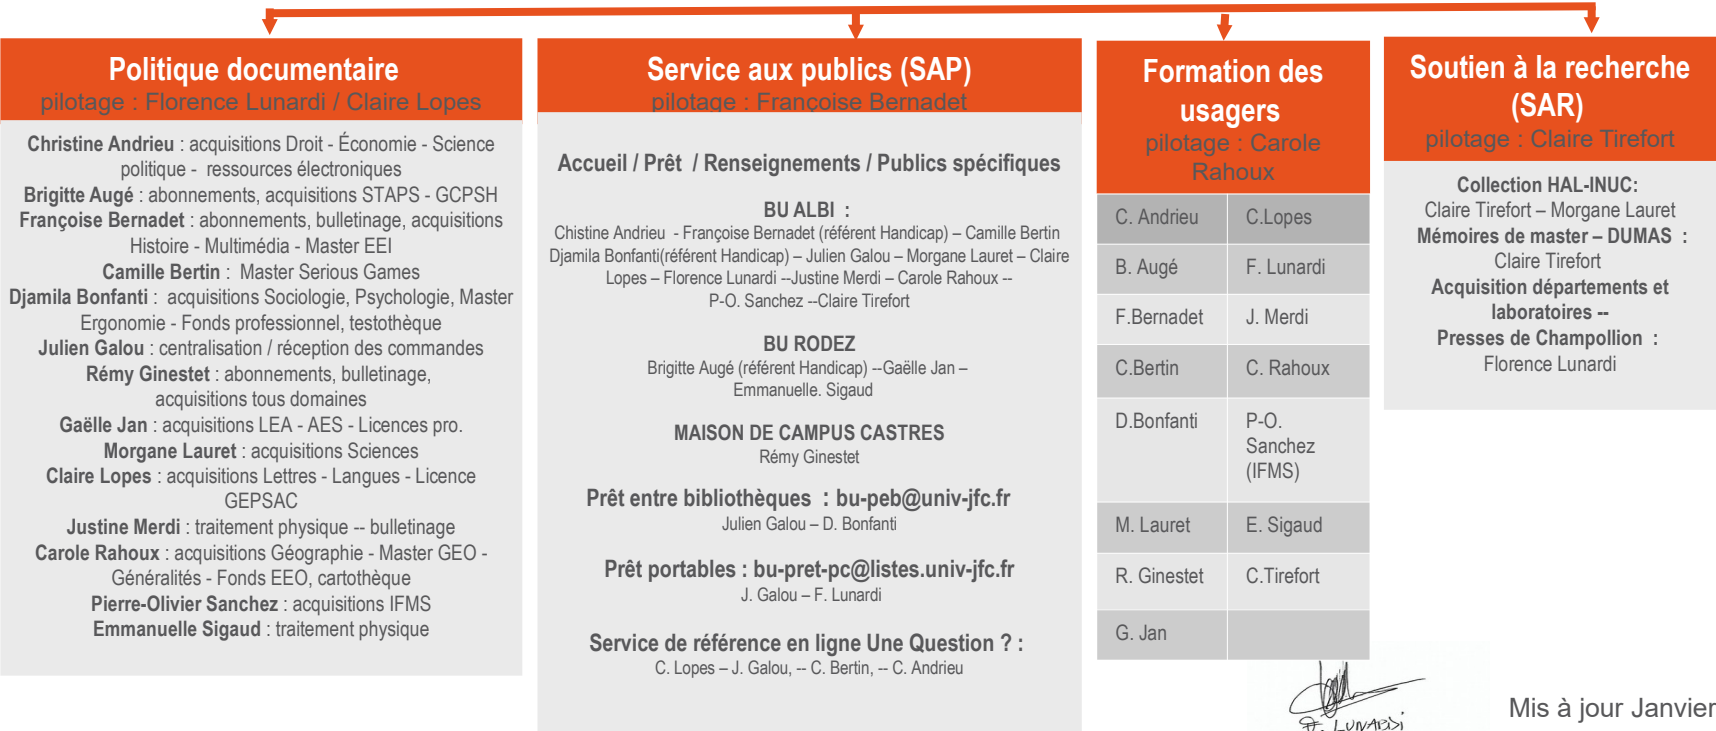 Politique documentaire
pilotage : Florence Lunardi / Claire Lopes
Christine Andrieu : acquisitions Droit - Économie - Science
politique - ressources électroniques
Brigitte Augé : abonnements, acquisitions STAPS - GCPSH
Françoise Bernadet : abonnements, bulletinage, acquisitions
Histoire - Multimédia - Master EEI
Camille Bertin : Master Serious Games
Djamila Bonfanti : acquisitions Sociologie, Psychologie, Master
Ergonomie - Fonds professionnel, testothèque
Julien Galou : centralisation / réception des commandes
Rémy Ginestet : abonnements, bulletinage,
acquisitions tous domaines
Gaëlle Jan : acquisitions LEA - AES - Licences pro.
Morgane Lauret : acquisitions Sciences
Claire Lopes : acquisitions Lettres - Langues - Licence
GEPSAC
Justine Merdi : traitement physique -- bulletinage
Carole Rahoux : acquisitions Géographie - Master GEO -
Généralités - Fonds EEO, cartothèque
Pierre-Olivier Sanchez : acquisitions IFMS
Emmanuelle Sigaud : traitement physique
Service aux publics (SAP)
pilotage : Françoise Bernadet
Accueil / Prêt / Renseignements / Publics spécifiques
BU ALBI :
Chistine Andrieu - Françoise Bernadet (référent Handicap) – Camille Bertin
Djamila Bonfanti(référent Handicap) – Julien Galou – Morgane Lauret – Claire
Lopes – Florence Lunardi --Justine Merdi – Carole Rahoux --
P-O. Sanchez --Claire Tirefort
BU RODEZ
Brigitte Augé (référent Handicap) --Gaëlle Jan –
Emmanuelle. Sigaud
MAISON DE CAMPUS CASTRES
Rémy Ginestet
Prêt entre bibliothèques : bu-peb@univ-jfc.fr
Julien Galou – D. Bonfanti
Prêt portables : bu-pret-pc@listes.univ-jfc.fr
J. Galou – F. Lunardi
Service de référence en ligne Une Question ? :
C. Lopes – J. Galou, -- C. Bertin, -- C. Andrieu
Formation des
usagers
pilotage : Carole
Rahoux
C. Andrieu C.Lopes
B. Augé F. Lunardi
F.Bernadet J. Merdi
C.Bertin C. Rahoux
D.Bonfanti P-O.
Sanchez
(IFMS)
M. Lauret E. Sigaud
R. Ginestet C.Tirefort
G. Jan
Soutien à la recherche
(SAR)
pilotage : Claire Tirefort
Collection HAL-INUC:
Claire Tirefort – Morgane Lauret
Mémoires de master – DUMAS :
Claire Tirefort
Acquisition départements et
laboratoires --
Presses de Champollion :
Florence Lunardi
F. LUNARDI
Mis à jour Janvier